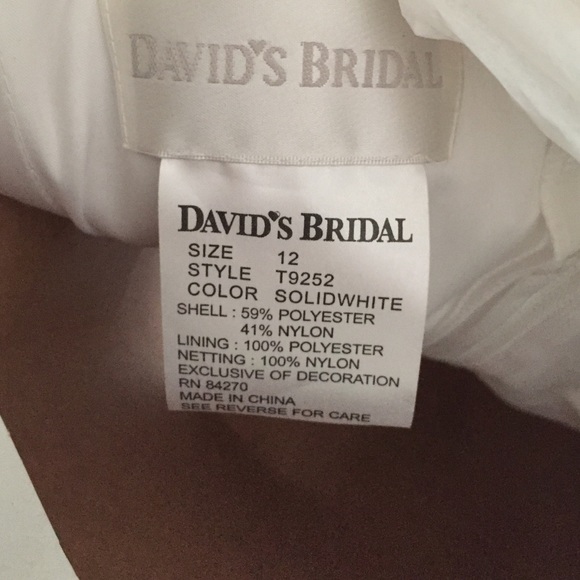 DAVID'S BRIDAL
DAVID'S BRIDAL
SIZE 12
STYLE T9252
COLOR SOLIDWHITE
SHELL : 59% POLYESTER
41% NYLON
LINING : 100% POLYESTER
NETTING : 100% NYLON
EXCLUSIVE OF DECORATION
RN 84270
MADE IN CHINA
SEE REVERSE FOR CARE